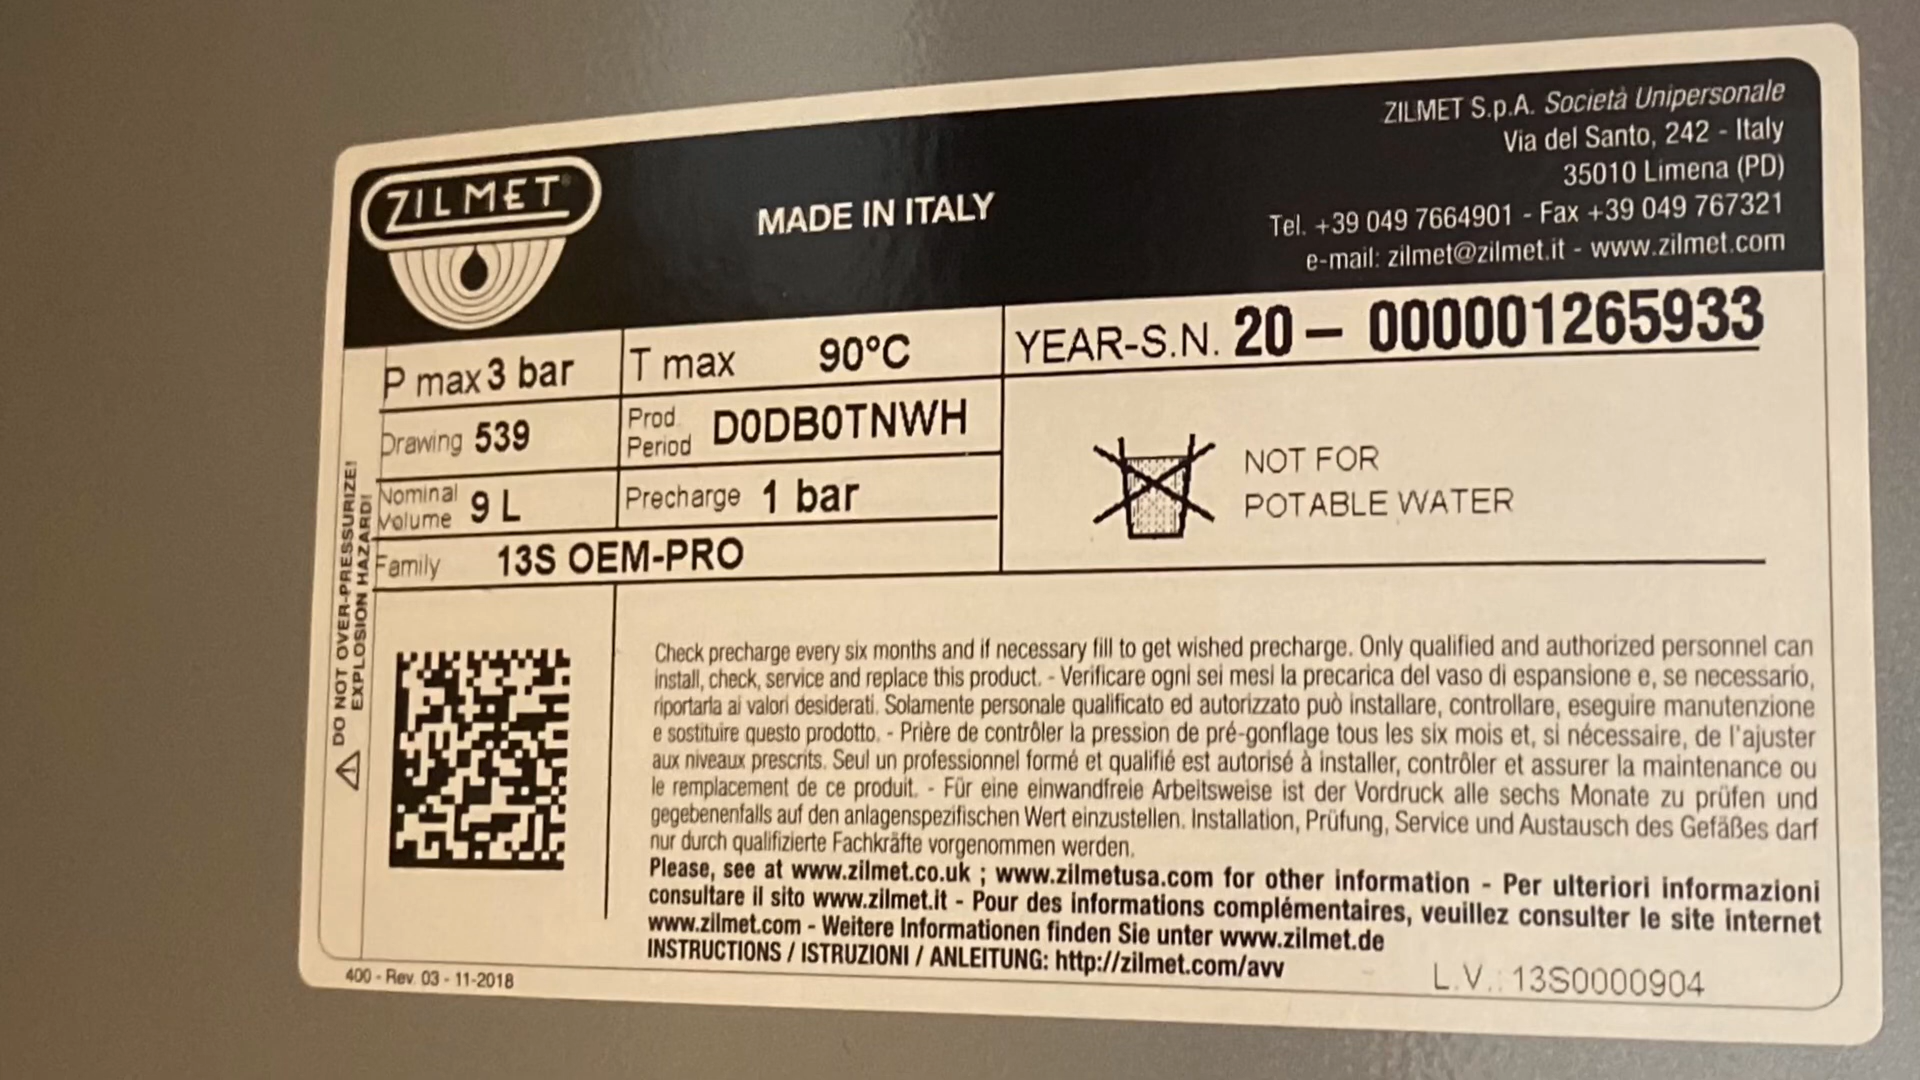 ZILMET®
MADE IN ITALY
ZILMET S.p.A. Società Unipersonale
Via del Santo, 242 - Italy
35010 Limena (PD)
Tel. +39 049 7664901 - Fax +39 049 767321
e-mail: zilmet@zilmet.it - www.zilmet.com
P max 3 bar
T max 90°C
YEAR-S.N. 20 - 000001265933
Drawing 539
Prod Period D0DB0TNWH
Nominal Volume 9 L
Precharge 1 bar
NOT FOR
POTABLE WATER
Family 13S OEM-PRO
DO NOT OVER-PRESSURIZE!
EXPLOSION HAZARD!
Check precharge every six months and if necessary fill to get wished precharge. Only qualified and authorized personnel can
install, check, service and replace this product. - Verificare ogni sei mesi la precarica del vaso di espansione e, se necessario,
riportarla ai valori desiderati. Solamente personale qualificato ed autorizzato può installare, controllare, eseguire manutenzione
e sostituire questo prodotto. - Prière de contrôler la pression de pré-gonflage tous les six mois et, si nécessaire, de l'ajuster
aux niveaux prescrits. Seul un professionnel formé et qualifié est autorisé à installer, contrôler et assurer la maintenance ou
le remplacement de ce produit. - Für eine einwandfreie Arbeitsweise ist der Vordruck alle sechs Monate zu prüfen und
gegebenenfalls auf den anlagenspezifischen Wert einzustellen. Installation, Prüfung, Service und Austausch des Gefäßes darf
nur durch qualifizierte Fachkräfte vorgenommen werden.
Please, see at www.zilmet.co.uk ; www.zilmetusa.com for other information - Per ulteriori informazioni
consultare il sito www.zilmet.it - Pour des informations complémentaires, veuillez consulter le site internet
www.zilmet.com - Weitere Informationen finden Sie unter www.zilmet.de
INSTRUCTIONS / ISTRUZIONI / ANLEITUNG: http://zilmet.com/avv
400 - Rev. 03 - 11-2018
L.V.: 13S0000904